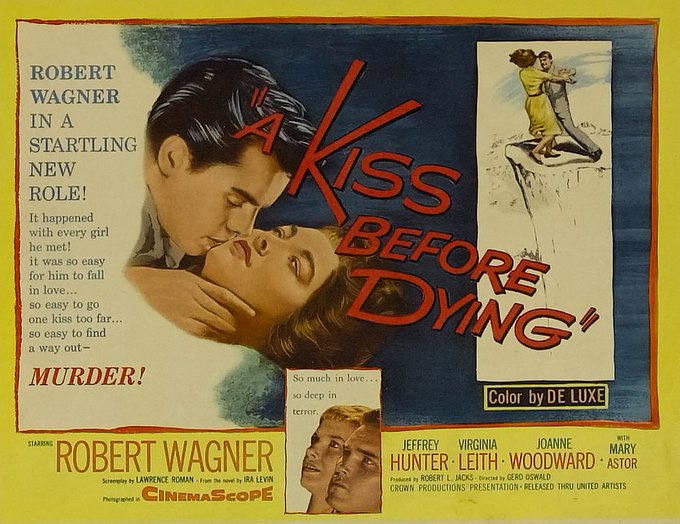 ROBERT
WAGNER
IN A
STARTLING
NEW
ROLE!
It happened
with every girl
he met!
it was so easy
for him to fall
in love...
so easy to go
one kiss too far...
so easy to find
a way out—
MURDER!
"A KISS
BEFORE
DYING"
Color by DE LUXE
So much in love...
so deep in
terror.
STARRING
ROBERT WAGNER
JEFFREY HUNTER · VIRGINIA LEITH · JOANNE WOODWARD · WITH MARY ASTOR
Screenplay by LAWRENCE ROMAN · From the novel by IRA LEVIN
Produced by ROBERT L. JACKS · Directed by GERD OSWALD
Photographed in CINEMASCOPE
CROWN PRODUCTIONS PRESENTATION · RELEASED THRU UNITED ARTISTS